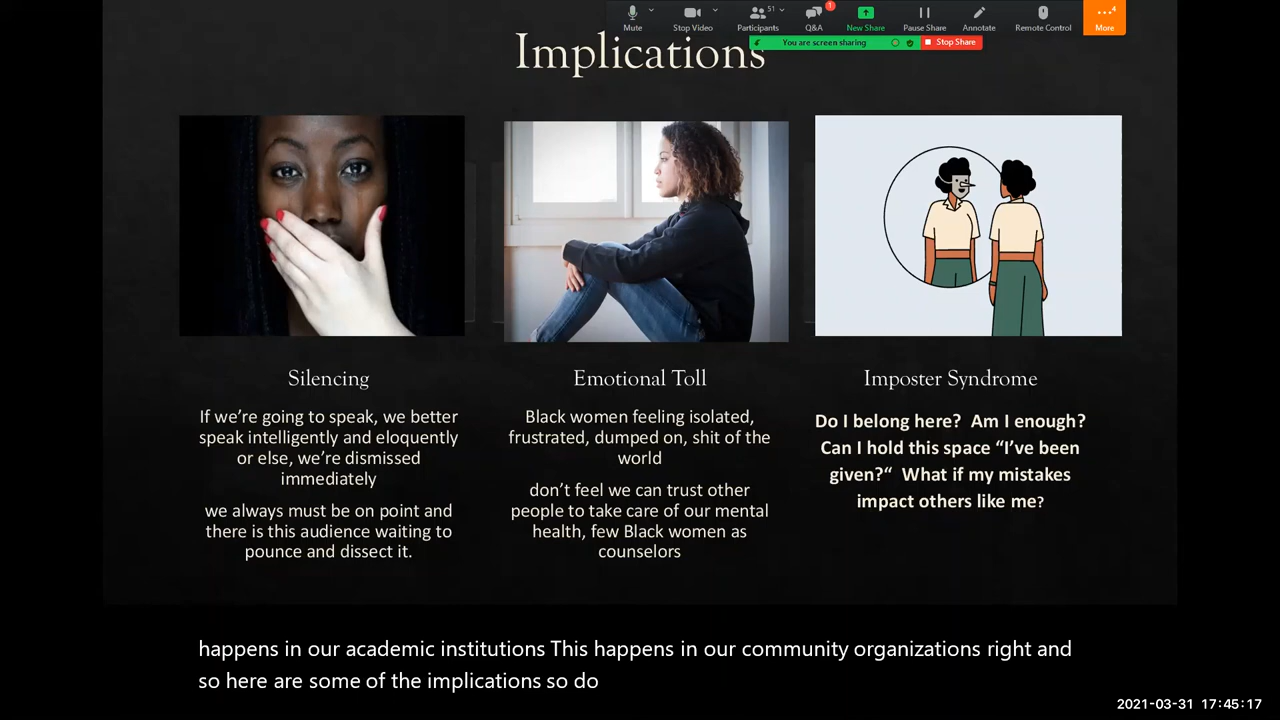 Mute
Stop Video
51
Participants
1
Q&A
New Share
Pause Share
Annotate
Remote Control
4
More
You are screen sharing
Stop Share
Implications
Silencing
If we're going to speak, we better
speak intelligently and eloquently
or else, we're dismissed
immediately
we always must be on point and
there is this audience waiting to
pounce and dissect it.
Emotional Toll
Black women feeling isolated,
frustrated, dumped on, shit of the
world
don't feel we can trust other
people to take care of our mental
health, few Black women as
counselors
Imposter Syndrome
Do I belong here?  Am I enough?
Can I hold this space “I've been
given?“  What if my mistakes
impact others like me?
happens in our academic institutions This happens in our community organizations right and
so here are some of the implications so do
2021-03-31 17:45:17